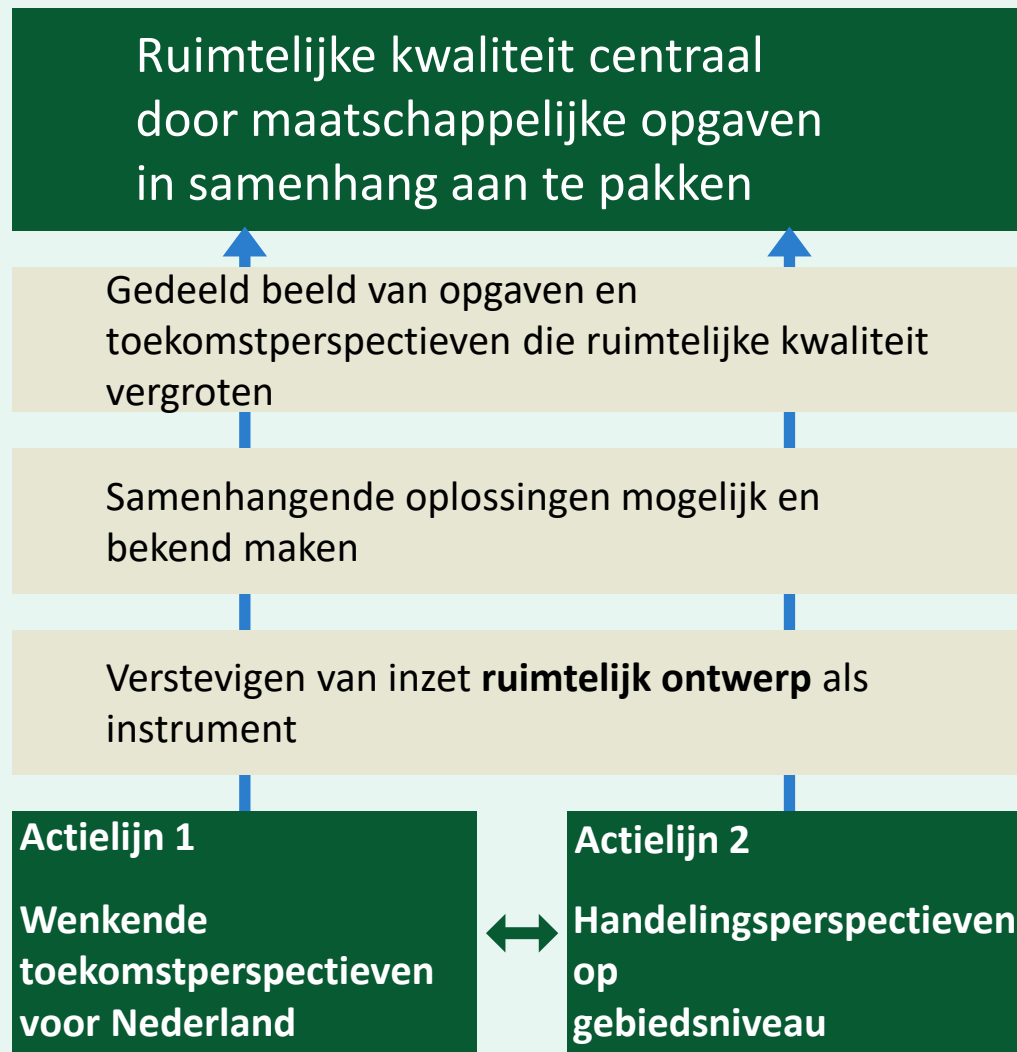 Ruimtelijke kwaliteit centraal
door maatschappelijke opgaven
in samenhang aan te pakken
Gedeeld beeld van opgaven en
toekomstperspectieven die ruimtelijke kwaliteit
vergroten
Samenhangende oplossingen mogelijk en
bekend maken
Verstevigen van inzet ruimtelijk ontwerp als
instrument
Actielijn 1
Wenkende
toekomstperspectieven
voor Nederland
Actielijn 2
Handelingsperspectieven
op
gebiedsniveau